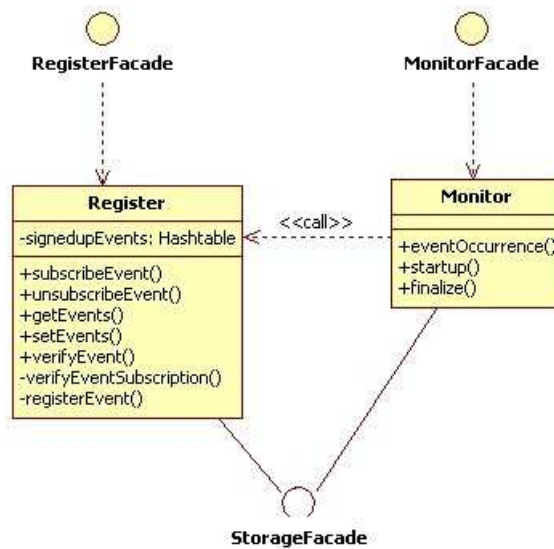 RegisterFacade
MonitorFacade
Register
-signedupEvents: Hashtable
+subscribeEvent()
+unsubscribeEvent()
+getEvents()
+setEvents()
+verifyEvent()
-verifyEventSubscription()
-registerEvent()
<<call>>
Monitor
+eventOccurrence()
+startup()
+finalize()
StorageFacade